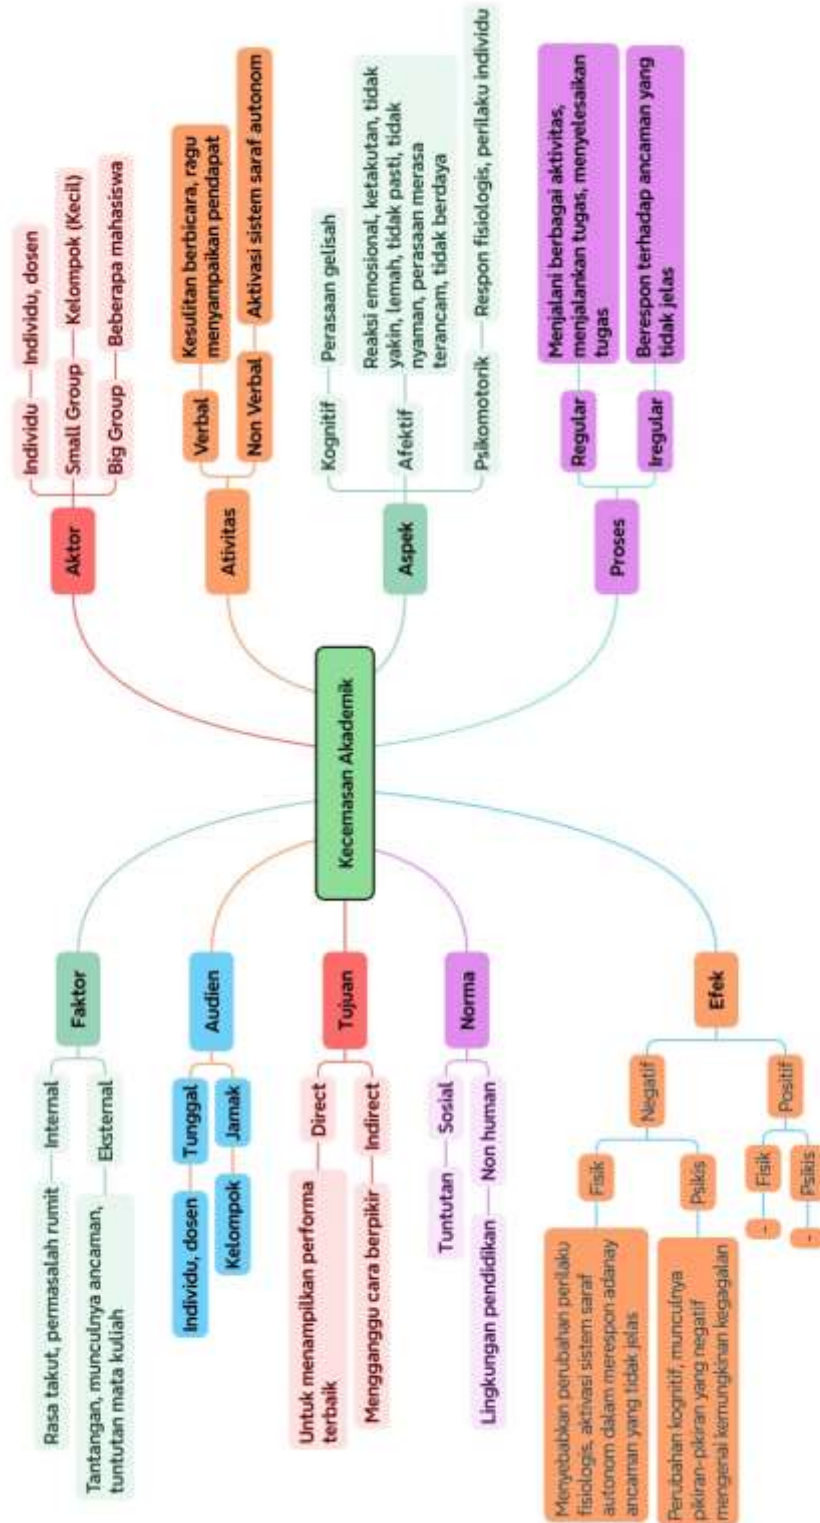 Kecemasan Akademik
Faktor
Internal
Rasa takut, permasalah rumit
Eksternal
Tantangan, munculnya ancaman,
tuntutan mata kuliah
Audien
Tunggal
Individu, dosen
Jamak
Kelompok
Tujuan
Direct
Untuk menampilkan performa
terbaik
Indirect
Mengganggu cara berpikir
Norma
Sosial
Tuntutan
Non human
Lingkungan pendidikan
Efek
Negatif
Fisik
Menyebabkan perubahan perilaku
fisiologis, aktivasi sistem saraf
autonom dalam merespon adanay
ancaman yang tidak jelas
Psikis
Perubahan kognitif, munculnya
pikiran-pikiran yang negatif
mengenai kemungkinan kegagalan
Positif
Fisik
-
Psikis
-
Aktor
Individu
Individu, dosen
Small Group
Kelompok (Kecil)
Big Group
Beberapa mahasiswa
Ativitas
Verbal
Kesulitan berbicara, ragu
menyampaikan pendapat
Non Verbal
Aktivasi sistem saraf autonom
Aspek
Kognitif
Perasaan gelisah
Afektif
Reaksi emosional, ketakutan, tidak
yakin, lemah, tidak pasti, tidak
nyaman, perasaan merasa
terancam, tidak berdaya
Psikomotorik
Respon fisiologis, perilaku individu
Proses
Regular
Menjalani berbagai aktivitas,
menjalankan tugas, menyelesaikan
tugas
Iregular
Berespon terhadap ancaman yang
tidak jelas